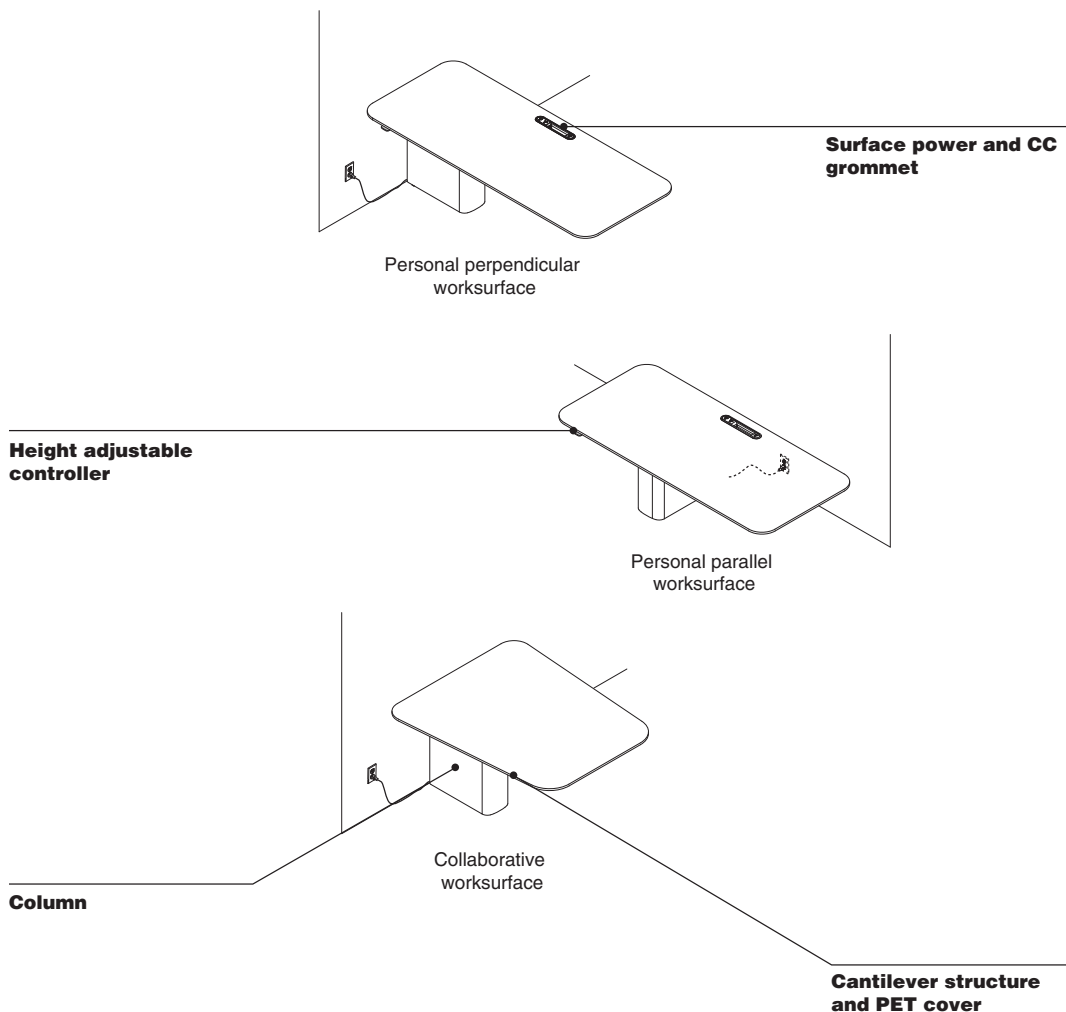 Surface power and CC
grommet
Personal perpendicular
worksurface
Height adjustable
controller
Personal parallel
worksurface
Collaborative
worksurface
Column
Cantilever structure
and PET cover